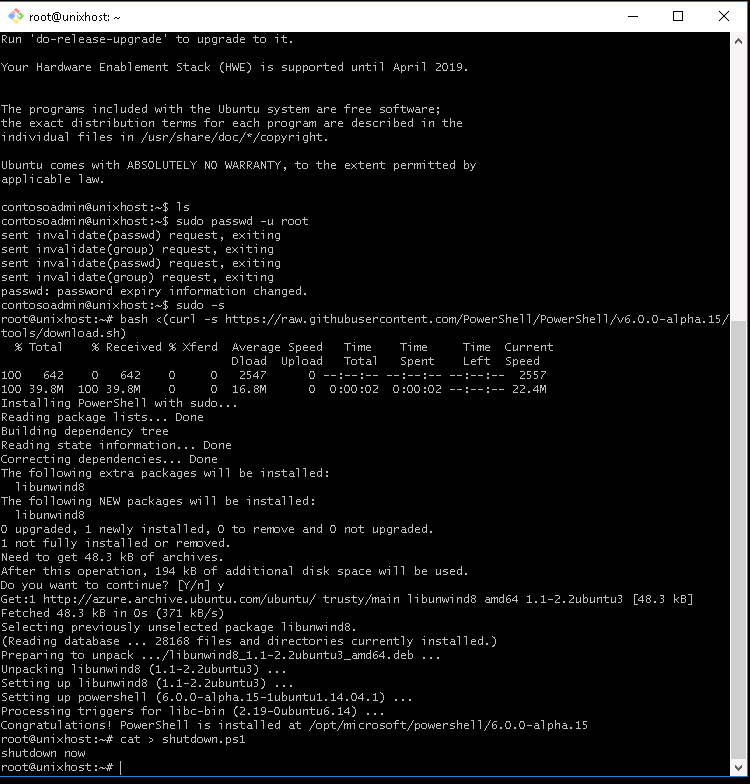 root@unixhost: ~
Run 'do-release-upgrade' to upgrade to it.
Your Hardware Enablement Stack (HWE) is supported until April 2019.
The programs included with the Ubuntu system are free software;
the exact distribution terms for each program are described in the
individual files in /usr/share/doc/*/copyright.
Ubuntu comes with ABSOLUTELY NO WARRANTY, to the extent permitted by
applicable law.
contosoadmin@unixhost:~$ ls
contosoadmin@unixhost:~$ sudo passwd -u root
sent invalidate(passwd) request, exiting
sent invalidate(group) request, exiting
sent invalidate(passwd) request, exiting
sent invalidate(group) request, exiting
passwd: password expiry information changed.
contosoadmin@unixhost:~$ sudo -s
root@unixhost:~# bash <(curl -s https://raw.githubusercontent.com/PowerShell/PowerShell/v6.0.0-alpha.15/
tools/download.sh)
  % Total    % Received % Xferd  Average Speed   Time    Time     Time  Current
                                 Dload  Upload   Total   Spent    Left  Speed
100   642    0   642    0     0   2547      0 --:--:-- --:--:-- --:--:--  2557
100 39.8M  100 39.8M    0     0  16.8M      0  0:00:02  0:00:02 --:--:-- 22.4M
Installing PowerShell with sudo...
Reading package lists... Done
Building dependency tree
Reading state information... Done
Correcting dependencies... Done
The following extra packages will be installed:
  libunwind8
The following NEW packages will be installed:
  libunwind8
0 upgraded, 1 newly installed, 0 to remove and 0 not upgraded.
1 not fully installed or removed.
Need to get 48.3 kB of archives.
After this operation, 194 kB of additional disk space will be used.
Do you want to continue? [Y/n] y
Get:1 http://azure.archive.ubuntu.com/ubuntu/ trusty/main libunwind8 amd64 1.1-2.2ubuntu3 [48.3 kB]
Fetched 48.3 kB in 0s (371 kB/s)
Selecting previously unselected package libunwind8.
(Reading database ... 28168 files and directories currently installed.)
Preparing to unpack .../libunwind8_1.1-2.2ubuntu3_amd64.deb ...
Unpacking libunwind8 (1.1-2.2ubuntu3) ...
Setting up libunwind8 (1.1-2.2ubuntu3) ...
Setting up powershell (6.0.0-alpha.15-1ubuntu1.14.04.1) ...
Processing triggers for libc-bin (2.19-0ubuntu6.14) ...
Congratulations! PowerShell is installed at /opt/microsoft/powershell/6.0.0-alpha.15
root@unixhost:~# cat > shutdown.ps1
shutdown now
root@unixhost:~#